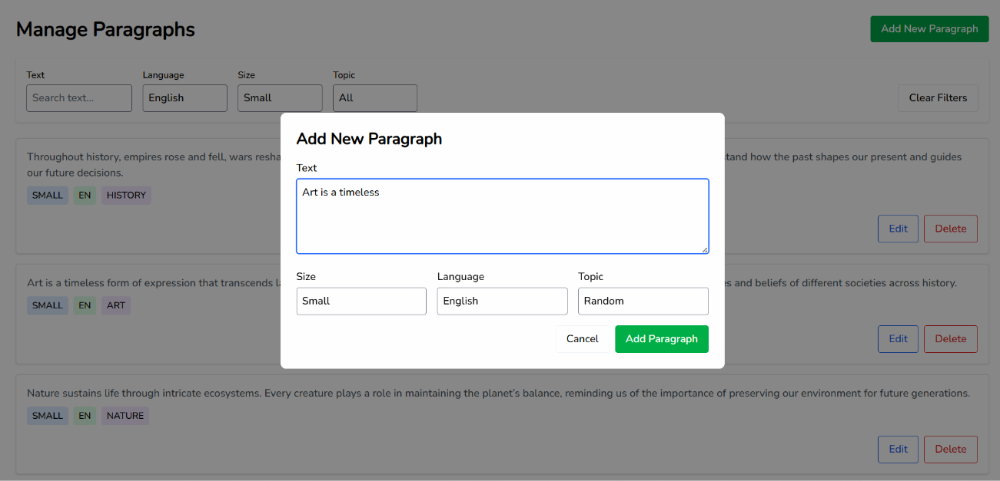 Manage Paragraphs
Add New Paragraph
Text
Language
Size
Topic
Search text...
English
Small
All
Clear Filters
Add New Paragraph
Text
Art is a timeless
Size
Language
Topic
Small
English
Random
Cancel
Add Paragraph
Throughout history, empires rose and fell, wars resha
tand how the past shapes our present and guides
our future decisions.
SMALL
EN
HISTORY
Edit
Delete
Art is a timeless form of expression that transcends la
es and beliefs of different societies across history.
SMALL
EN
ART
Edit
Delete
Nature sustains life through intricate ecosystems. Every creature plays a role in maintaining the planet's balance, reminding us of the importance of preserving our environment for future generations.
SMALL
EN
NATURE
Edit
Delete